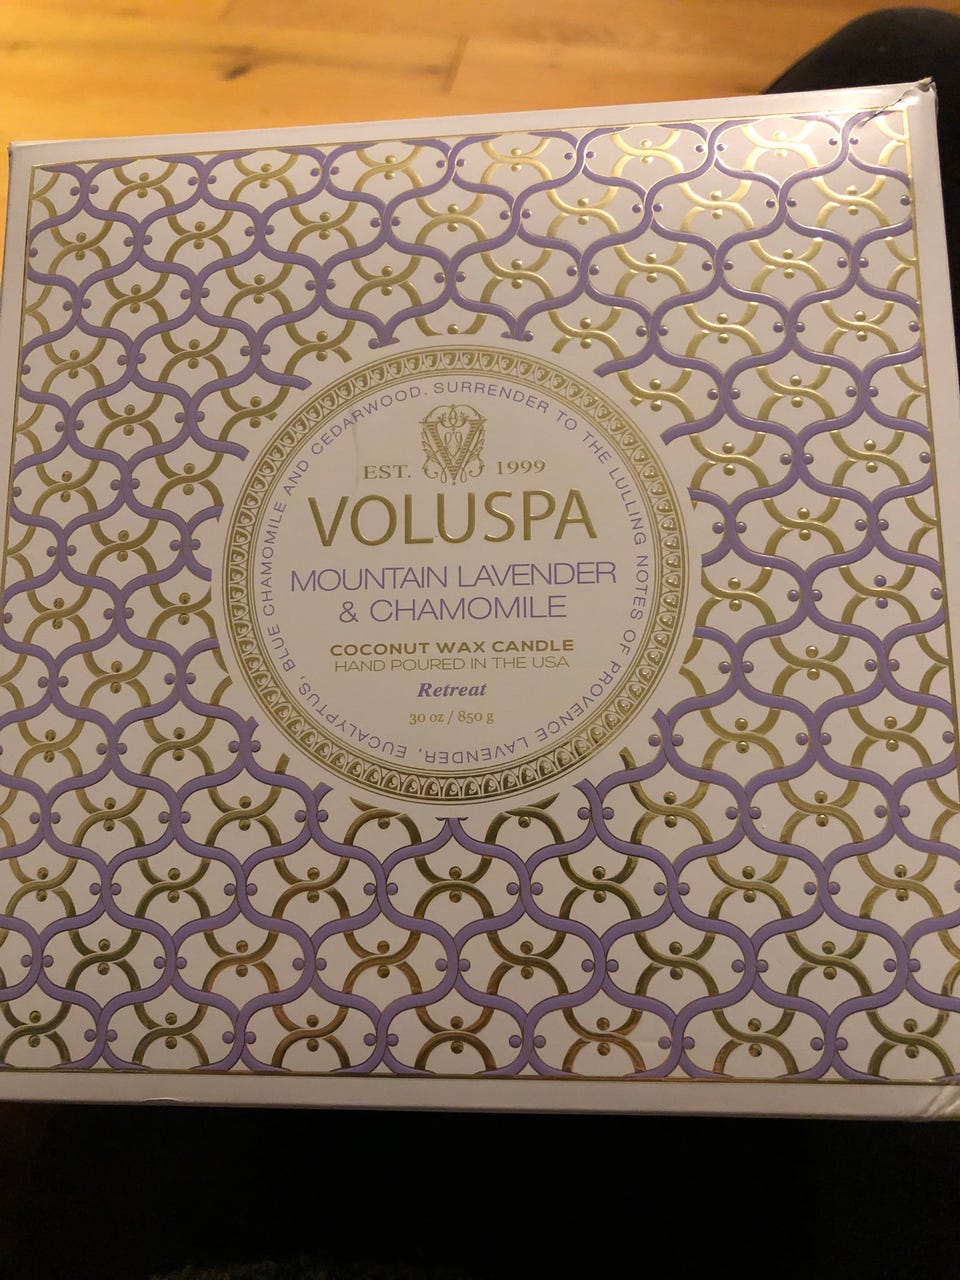 SURRENDER TO THE LULLING NOTES OF PROVENCE LAVENDER, EUCALYPTUS, BLUE CHAMOMILE AND CEDARWOOD.
V
EST. 1999
VOLUSPA
MOUNTAIN LAVENDER
& CHAMOMILE
COCONUT WAX CANDLE
HAND POURED IN THE USA
Retreat
30 oz / 850 g